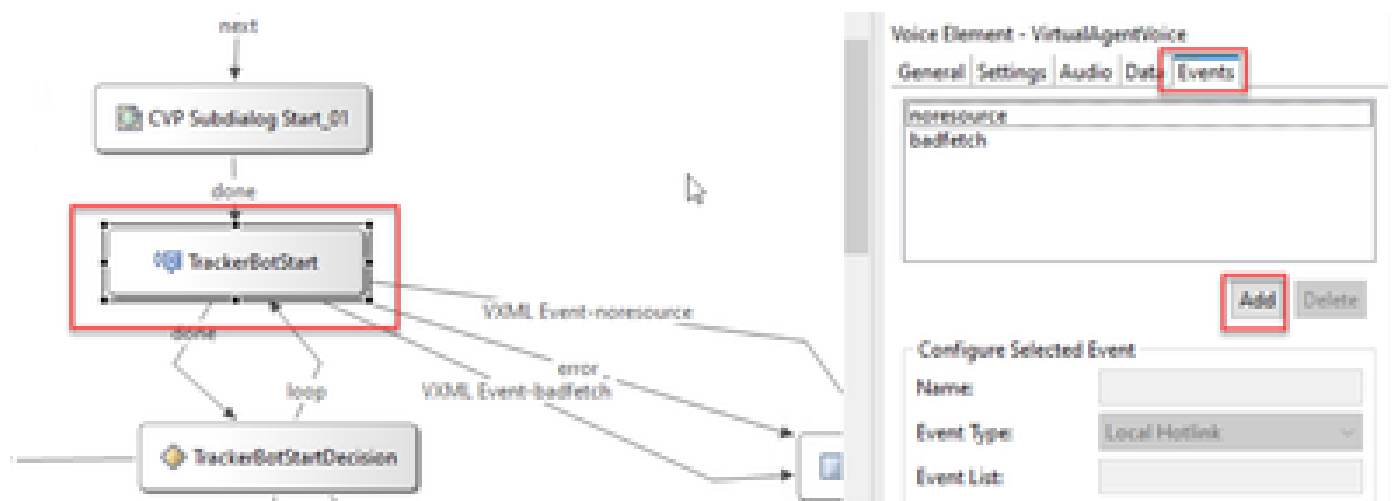 next
CVP Subdialog Start_01
done
TrackerBotStart
done
loop
VXML Event-noresource
error
VXML Event-badfetch
TrackerBotStartDecision
Voice Element - VirtualAgentVoice
General Settings Audio Data Events
noresource
badfetch
Add Delete
Configure Selected Event
Name:
Event Type: Local Hotlink
Event List: